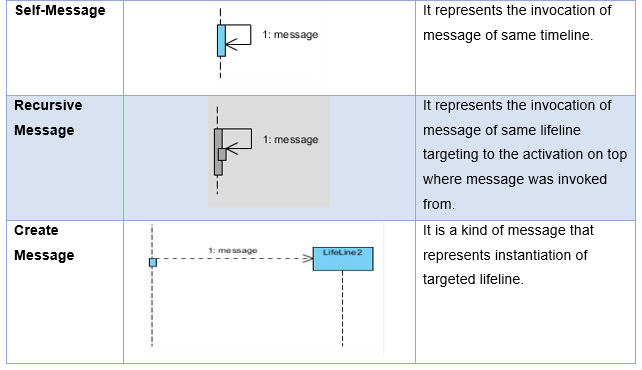 Self-Message
1: message
It represents the invocation of
message of same timeline.
Recursive
Message
1: message
It represents the invocation of
message of same lifeline
targeting to the activation on top
where message was invoked
from.
Create
Message
1: message
LifeLine2
It is a kind of message that
represents instantiation of
targeted lifeline.